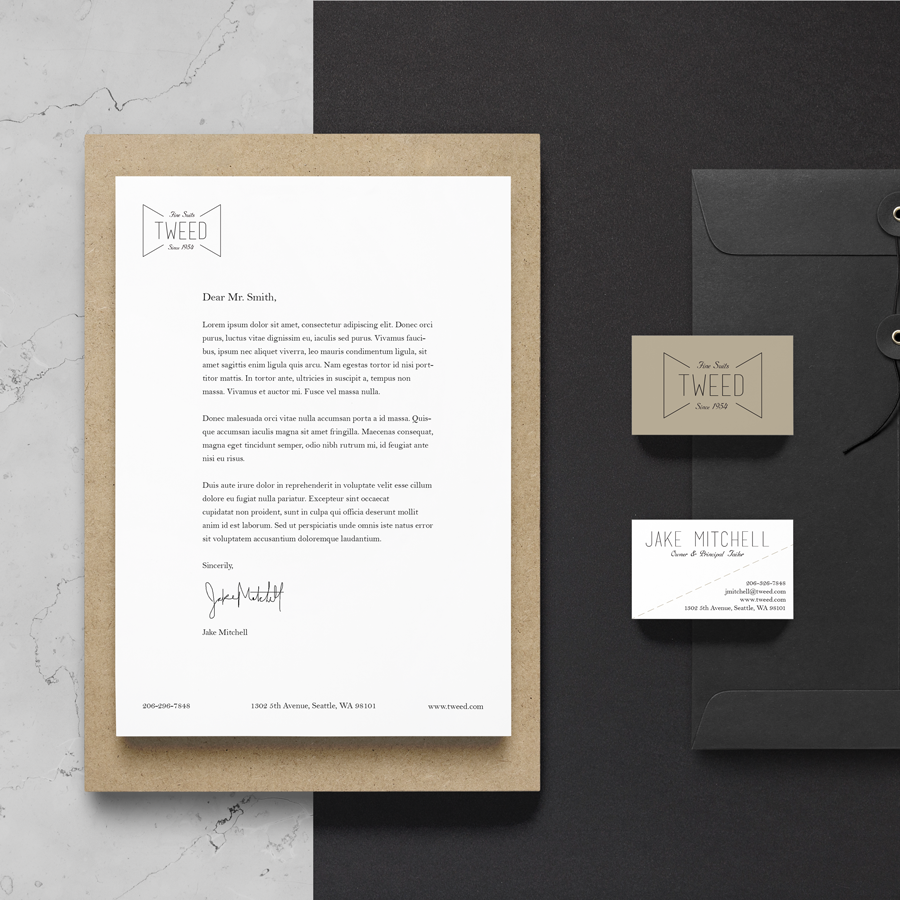 Fine Suits
TWEED
Since 1954
Dear Mr. Smith,
Lorem ipsum dolor sit amet, consectetur adipiscing elit. Donec orci
purus, luctus vitae dignissim eu, iaculis sed purus. Vivamus fauci-
bus, ipsum nec aliquet viverra, leo mauris condimentum ligula, sit
amet sagittis enim ligula quis arcu. Nam egestas tortor id nisi port-
titor mattis. In tortor ante, ultricies in suscipit a, tempus non
massa. Vivamus et auctor mi. Fusce vel massa nulla.
Donec malesuada orci vitae nulla accumsan porta a id massa. Quis-
que accumsan iaculis magna sit amet fringilla. Maecenas consequat,
magna eget tincidunt semper, odio nibh rutrum mi, id feugiat ante
nisi eu risus.
Duis aute irure dolor in reprehenderit in voluptate velit esse cillum
dolore eu fugiat nulla pariatur. Excepteur sint occaecat
cupidatat non proident, sunt in culpa qui officia deserunt mollit
anim id est laborum. Sed ut perspiciatis unde omnis iste natus error
sit voluptatem accusantium doloremque laudantium.
Sincerily,
Jake Mitchell
Jake Mitchell
206-296-7848
1302 5th Avenue, Seattle, WA 98101
www.tweed.com
Fine Suits
TWEED
Since 1954
JAKE MITCHELL
Owner & Principal Tailor
206-326-7848
jmitchell@tweed.com
www.tweed.com
1302 5th Avenue, Seattle, WA 98101